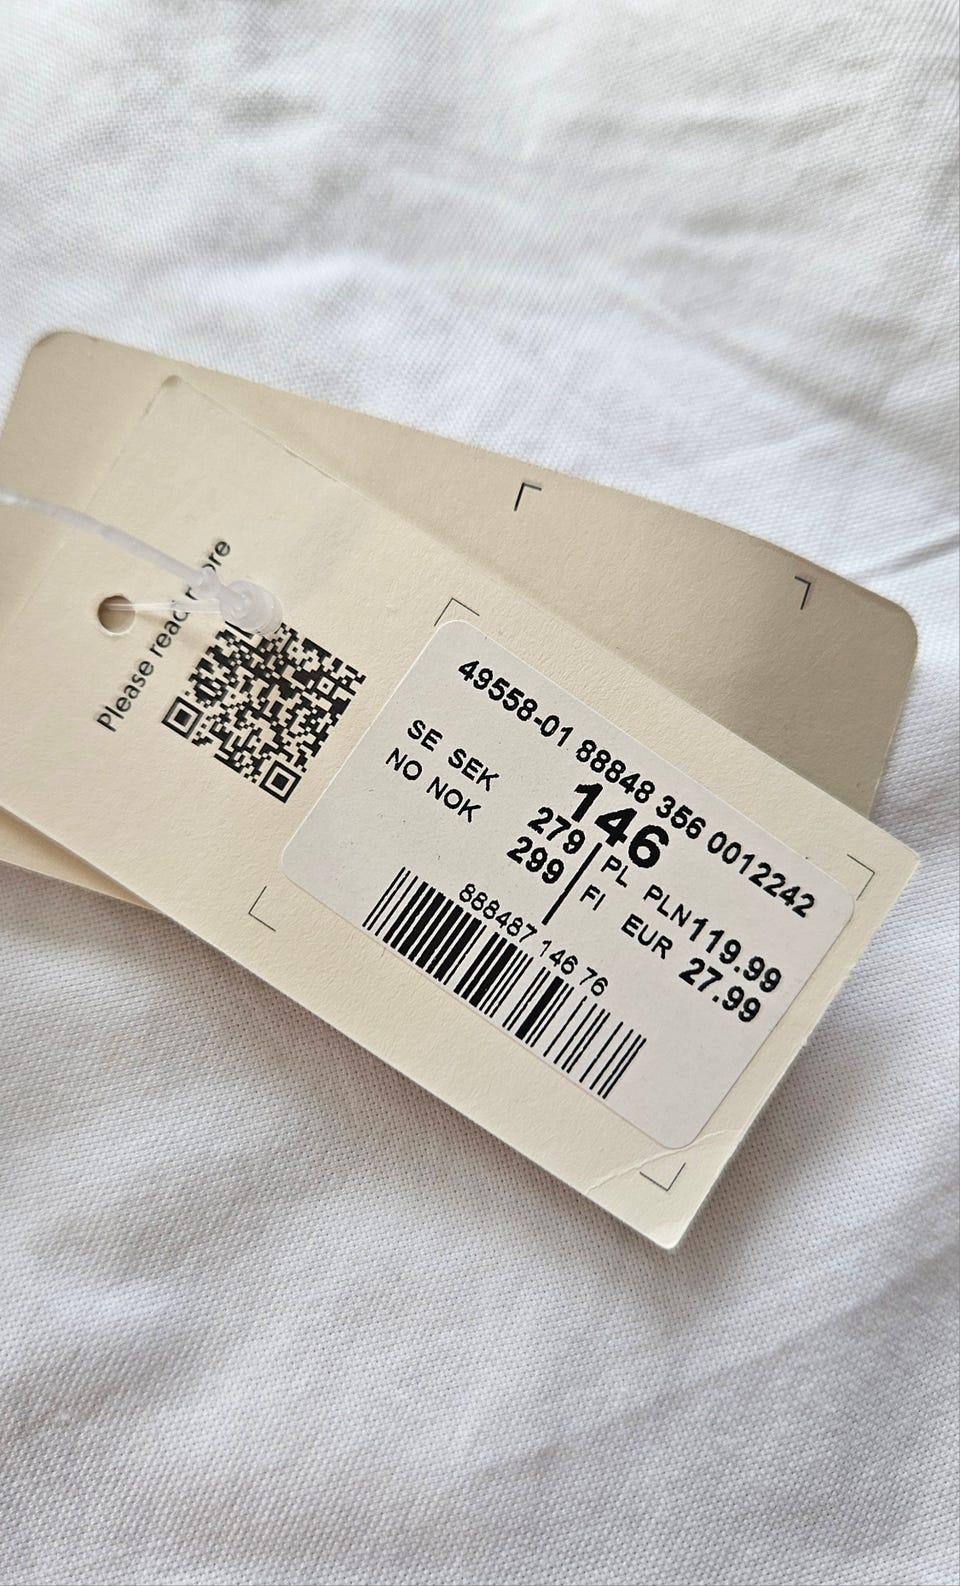 Please read more
49558-01 88848 356 0012242
146
SE SEK 279 PL PLN119.99
NO NOK 299 FI EUR 27.99
888487 146 76